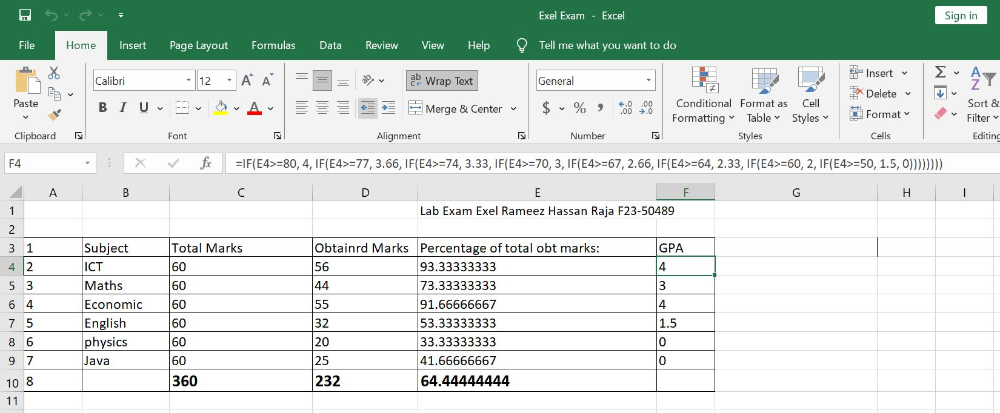 Exel Exam - Excel
Sign in
File Home Insert Page Layout Formulas Data Review View Help Tell me what you want to do
Paste
Clipboard
Calibri 12
B I U
Font
Wrap Text
Merge & Center
Alignment
General
$ % ,
Number
Conditional Formatting
Format as Table
Cell Styles
Styles
Insert
Delete
Format
Cells
Sort &
Filter
Editing
F4 fx =IF(E4>=80, 4, IF(E4>=77, 3.66, IF(E4>=74, 3.33, IF(E4>=70, 3, IF(E4>=67, 2.66, IF(E4>=64, 2.33, IF(E4>=60, 2, IF(E4>=50, 1.5, 0))))))))
A B C D E F G H I
1 Lab Exam Exel Rameez Hassan Raja F23-50489
2
3 1 Subject Total Marks Obtainrd Marks Percentage of total obt marks: GPA
4 2 ICT 60 56 93.33333333 4
5 3 Maths 60 44 73.33333333 3
6 4 Economic 60 55 91.66666667 4
7 5 English 60 32 53.33333333 1.5
8 6 physics 60 20 33.33333333 0
9 7 Java 60 25 41.66666667 0
10 8 360 232 64.44444444
11